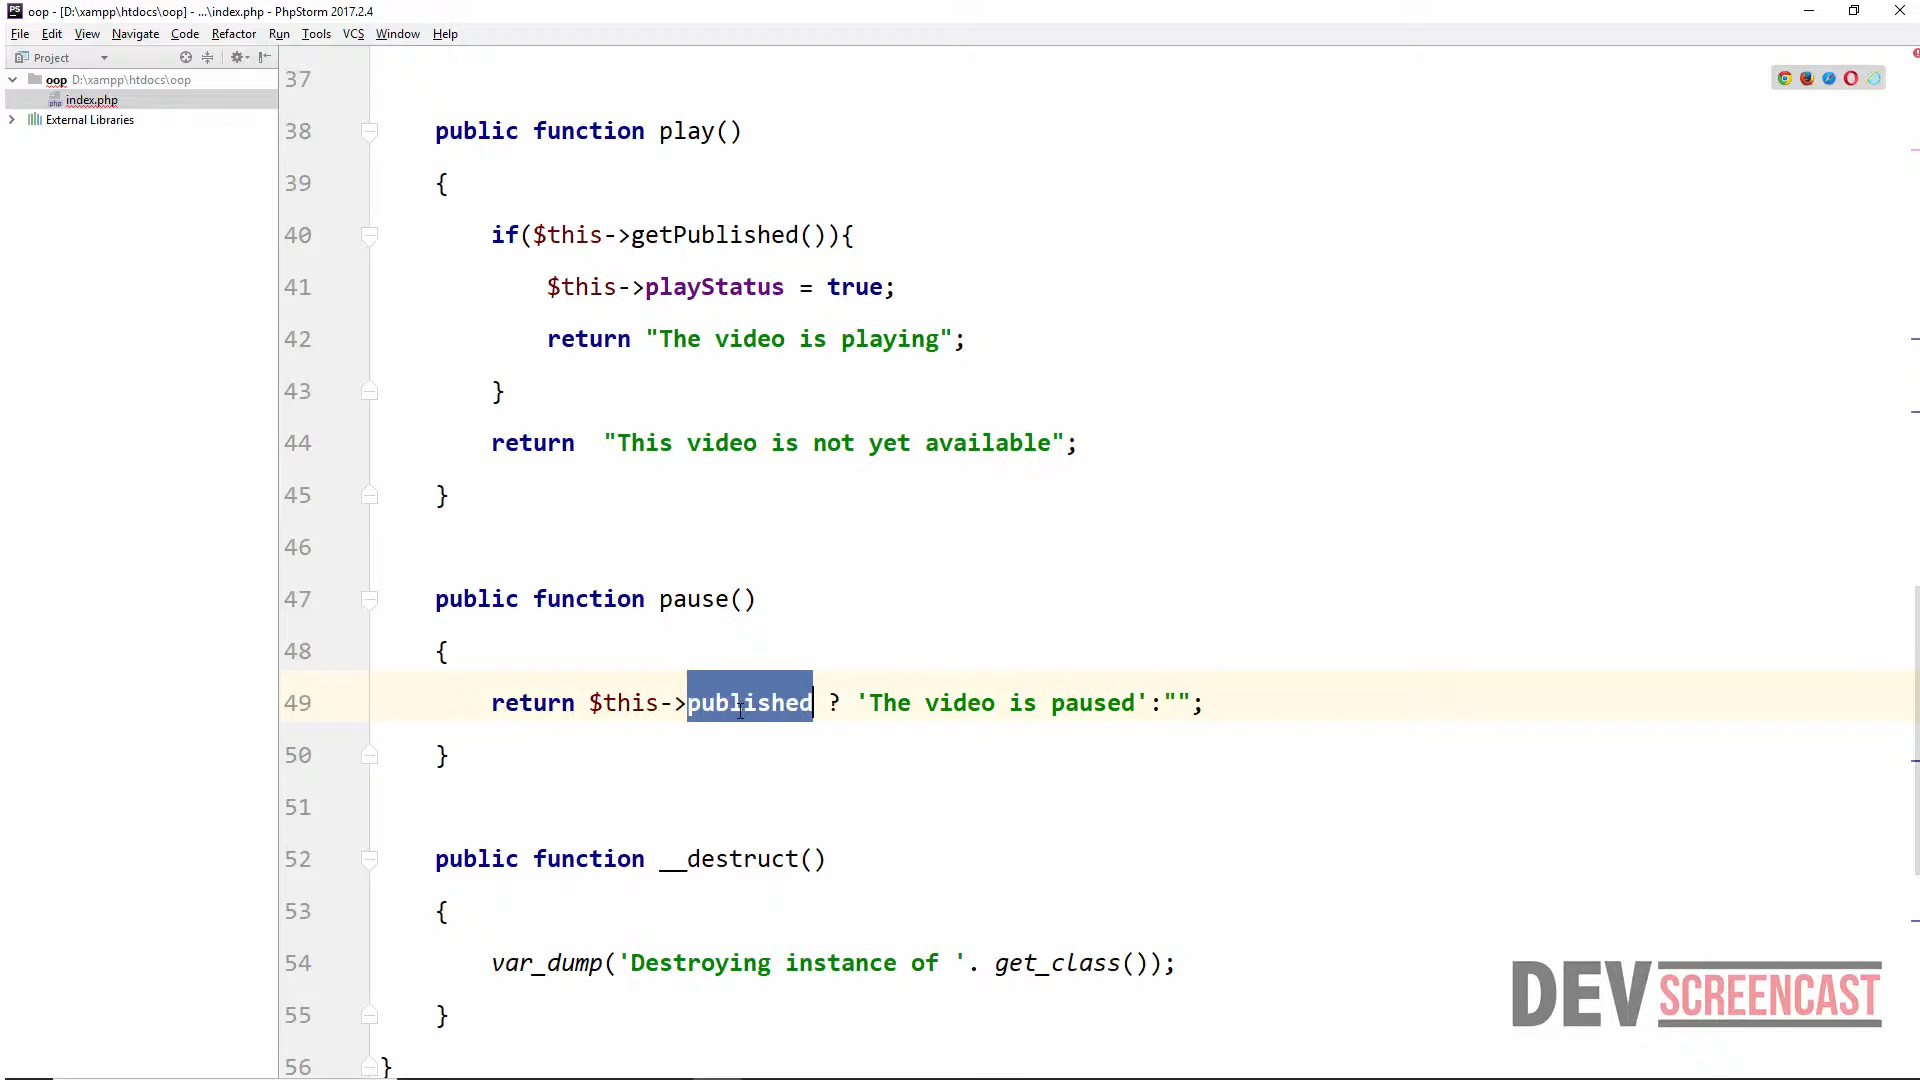 PS oop - [D:\xampp\htdocs\oop] - ...\index.php - PhpStorm 2017.2.4
File Edit View Navigate Code Refactor Run Tools VCS Window Help
Project
oop D:\xampp\htdocs\oop
php index.php
External Libraries
37
38 public function play()
39 {
40 if($this->getPublished()){
41 $this->playStatus = true;
42 return "The video is playing";
43 }
44 return  "This video is not yet available";
45 }
46
47 public function pause()
48 {
49 return $this->published ? 'The video is paused':"";
50 }
51
52 public function __destruct()
53 {
54 var_dump('Destroying instance of '. get_class());
55 }
56 }
DEV SCREENCAST